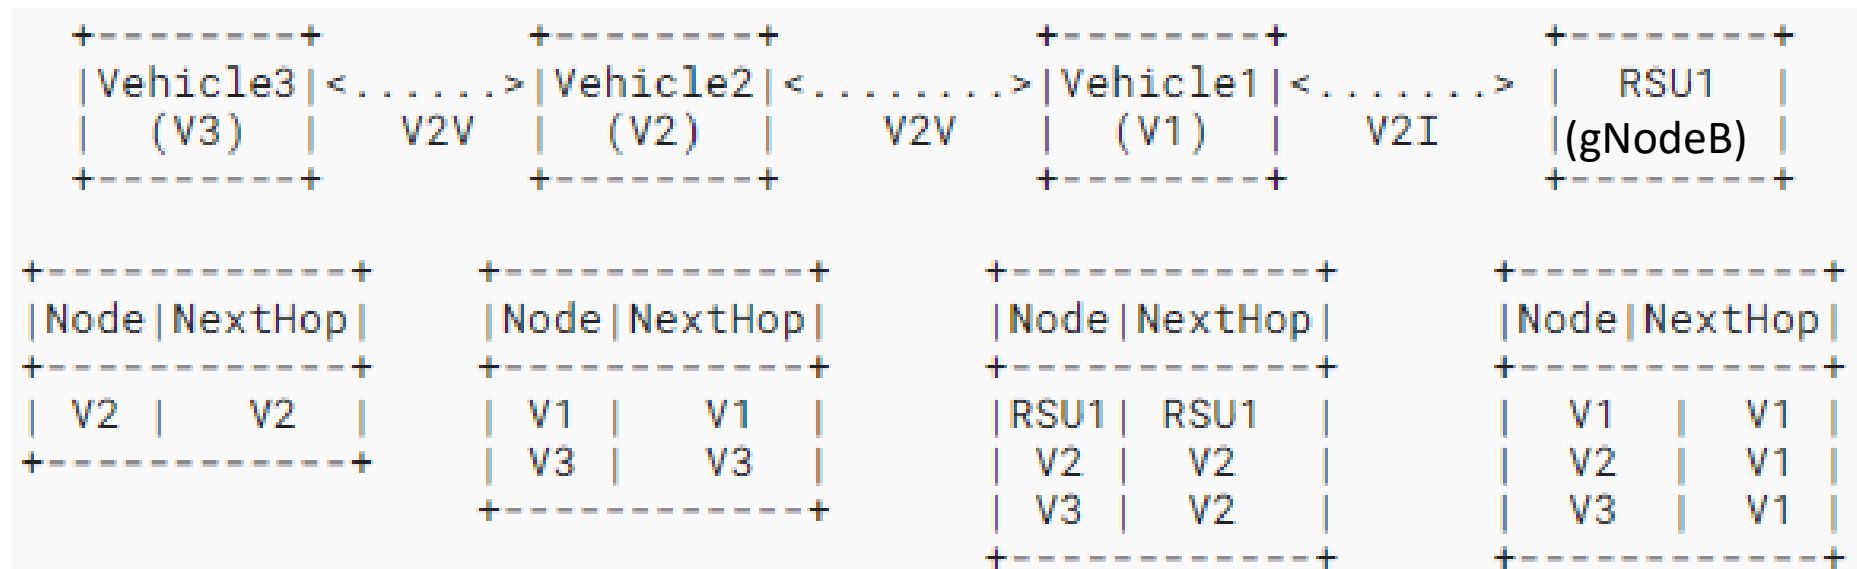 +--------+ +--------+ +--------+ +--------+
|Vehicle3|<......>|Vehicle2|<........>|Vehicle1|<.......> | RSU1 |
| (V3) | V2V | (V2) | V2V | (V1) | V2I |(gNodeB) |
+--------+ +--------+ +--------+ +--------+
+------------+ +------------+ +------------+ +------------+
|Node|NextHop| |Node|NextHop| |Node|NextHop| |Node|NextHop|
+------------+ +------------+ +------------+ +------------+
| V2 | V2 | | V1 | V1 | |RSU1| RSU1 | | V1 | V1 |
+------------+ | V3 | V3 | | V2 | V2 | | V2 | V1 |
+------------+ | V3 | V2 | | V3 | V1 |
+------------+ +------------+